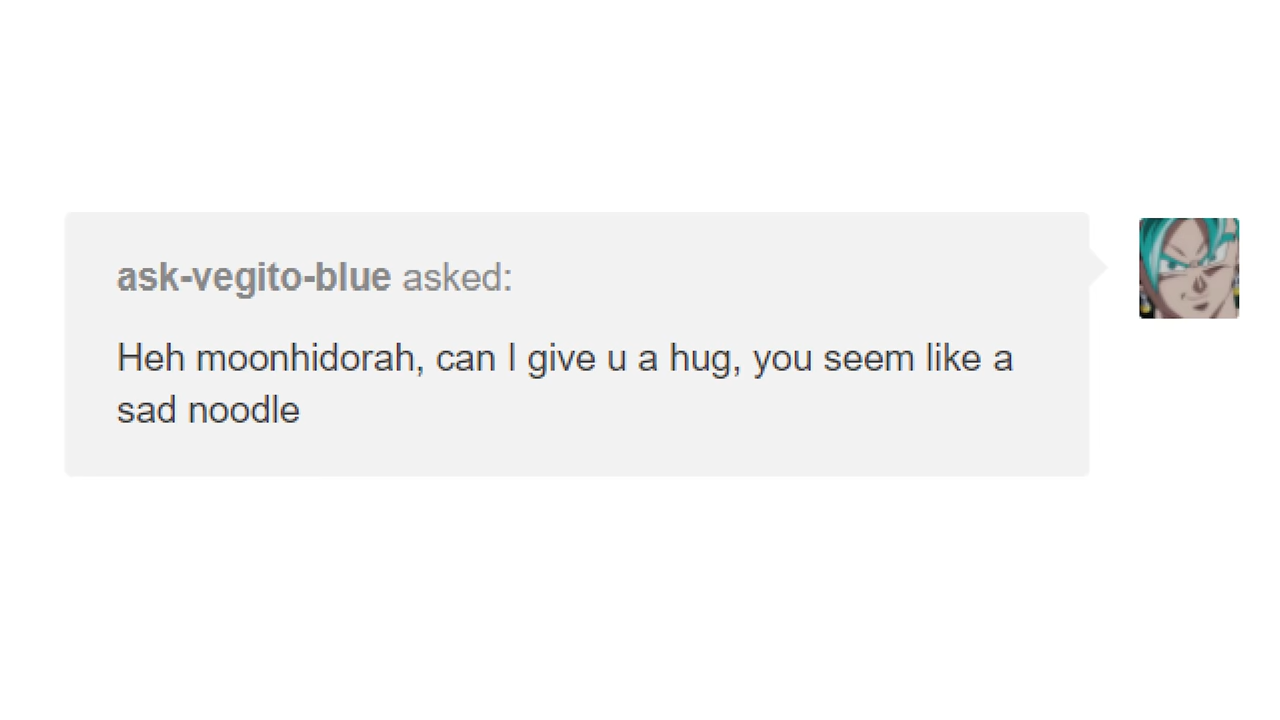 ask-vegito-blue asked:
Heh moonhidorah, can I give u a hug, you seem like a
sad noodle